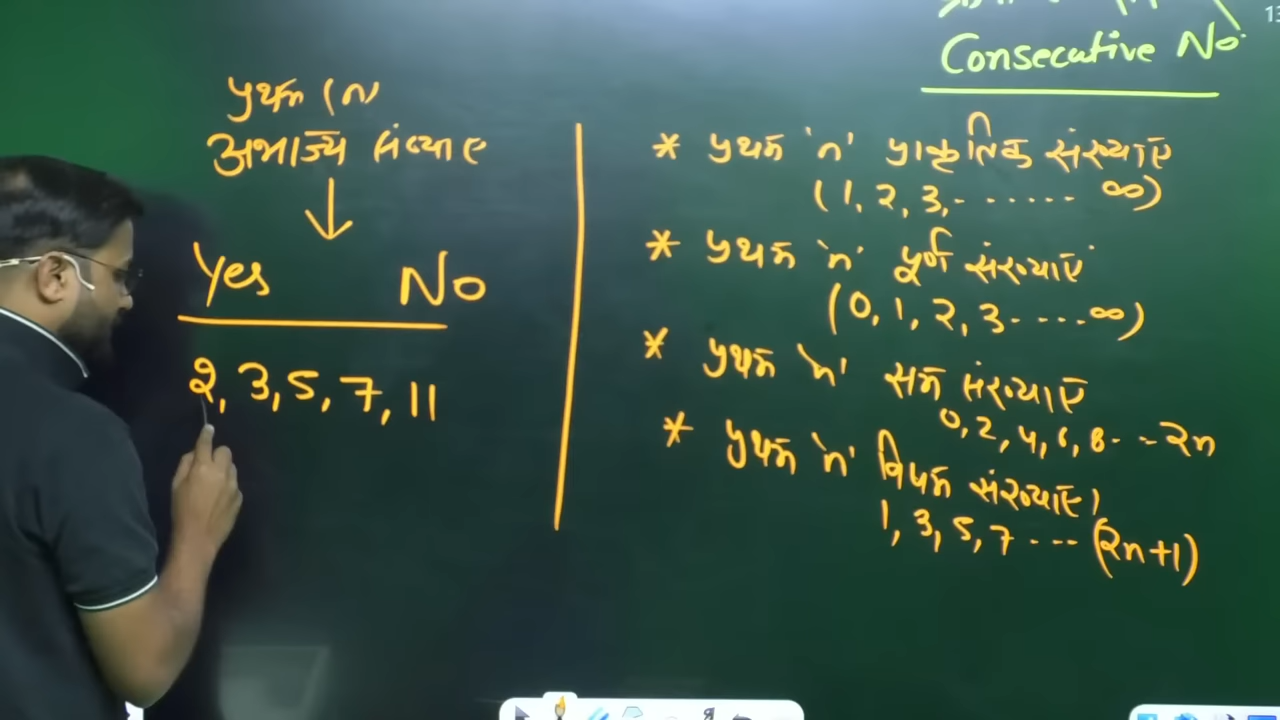 Consecutive No.
प्रथम (n)
अभाज्य संख्याए
Yes No
2, 3, 5, 7, 11
* प्रथम 'n' प्राकृतिक संख्याएँ
(1, 2, 3, ....... ∞)
* प्रथम 'n' पूर्ण संख्याएं
(0, 1, 2, 3.....∞)
* प्रथम 'n' सम संख्याएँ
0, 2, 4, 6, 8.. - 2n
* प्रथम 'n' विषम संख्याएँ।
1, 3, 5, 7 ... (2n+1)